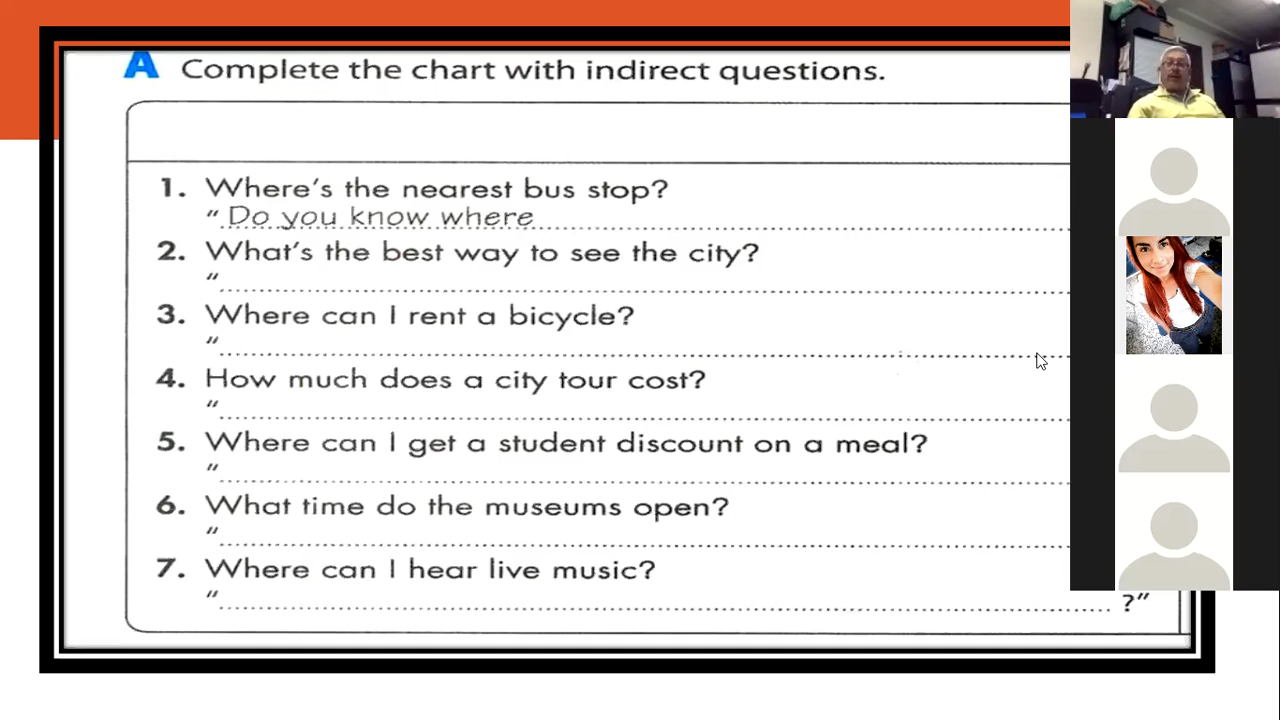 A Complete the chart with indirect questions.
1. Where's the nearest bus stop?
" Do you know where
2. What's the best way to see the city?
"
3. Where can I rent a bicycle?
"
4. How much does a city tour cost?
"
5. Where can I get a student discount on a meal?
"
6. What time do the museums open?
"
7. Where can I hear live music?
" ?"